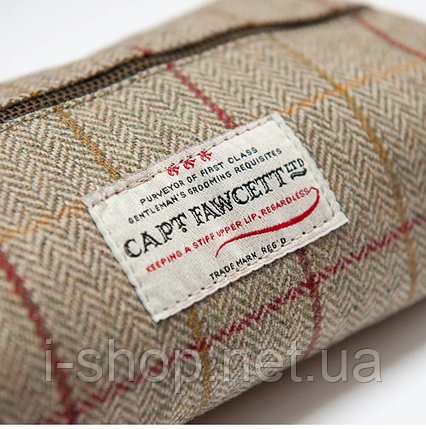 PURVEYOR OF FIRST CLASS
GENTLEMAN'S GROOMING REQUISITES
CAPT FAWCETT LTD
KEEPING A STIFF UPPER LIP, REGARDLESS
TRADE MARK REG'D
i-shop.net.ua